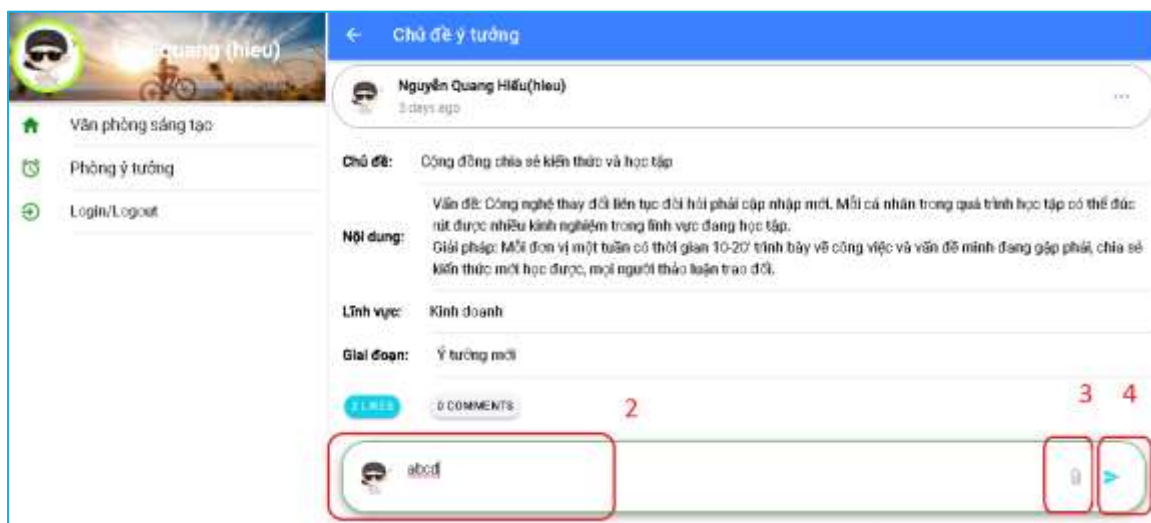 quang (hieu)
Văn phòng sáng tạo
Phòng ý tưởng
Login/Logout
Chủ đề ý tưởng
Nguyễn Quang Hiếu(hieu)
3 days ago
Chủ đề: Cộng đồng chia sẻ kiến thức và học tập
Vấn đề: Công nghệ thay đổi liên tục đòi hỏi phải cập nhập mới. Mỗi cá nhân trong quá trình học tập có thể đúc
rút được nhiều kinh nghiệm trong lĩnh vực đang học tập.
Nội dung:
Giải pháp: Mỗi đơn vị một tuần có thời gian 10-20' trình bày về công việc và vấn đề mình đang gặp phải, chia sẻ
kiến thức mới học được, mọi người thảo luận trao đổi.
Lĩnh vực: Kinh doanh
Giai đoạn: Ý tưởng mới
LIKES
0 COMMENTS
2
3
4
abcd